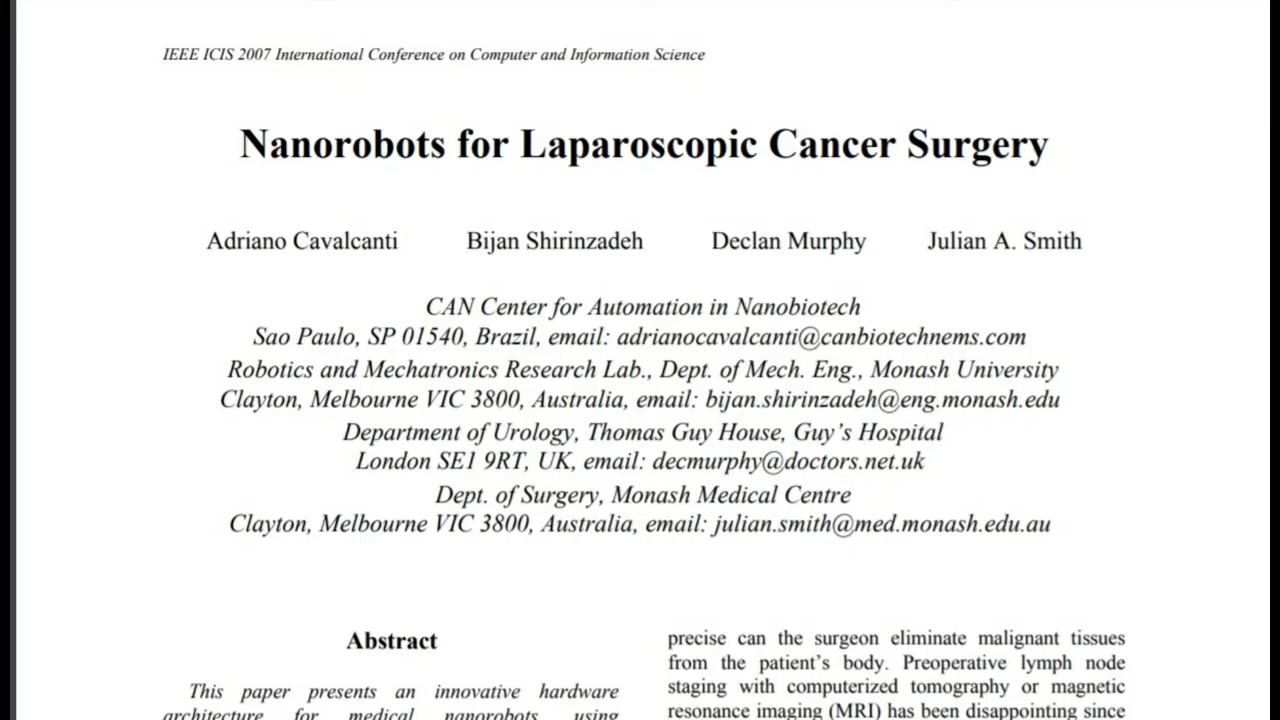 IEEE ICIS 2007 International Conference on Computer and Information Science
Nanorobots for Laparoscopic Cancer Surgery
Adriano Cavalcanti Bijan Shirinzadeh Declan Murphy Julian A. Smith
CAN Center for Automation in Nanobiotech
Sao Paulo, SP 01540, Brazil, email: adrianocavalcanti@canbiotechnems.com
Robotics and Mechatronics Research Lab., Dept. of Mech. Eng., Monash University
Clayton, Melbourne VIC 3800, Australia, email: bijan.shirinzadeh@eng.monash.edu
Department of Urology, Thomas Guy House, Guy's Hospital
London SE1 9RT, UK, email: decmurphy@doctors.net.uk
Dept. of Surgery, Monash Medical Centre
Clayton, Melbourne VIC 3800, Australia, email: julian.smith@med.monash.edu.au
Abstract
This paper presents an innovative hardware
architecture for medical nanorobots using
precise can the surgeon eliminate malignant tissues
from the patient's body. Preoperative lymph node
staging with computerized tomography or magnetic
resonance imaging (MRI) has been disappointing since